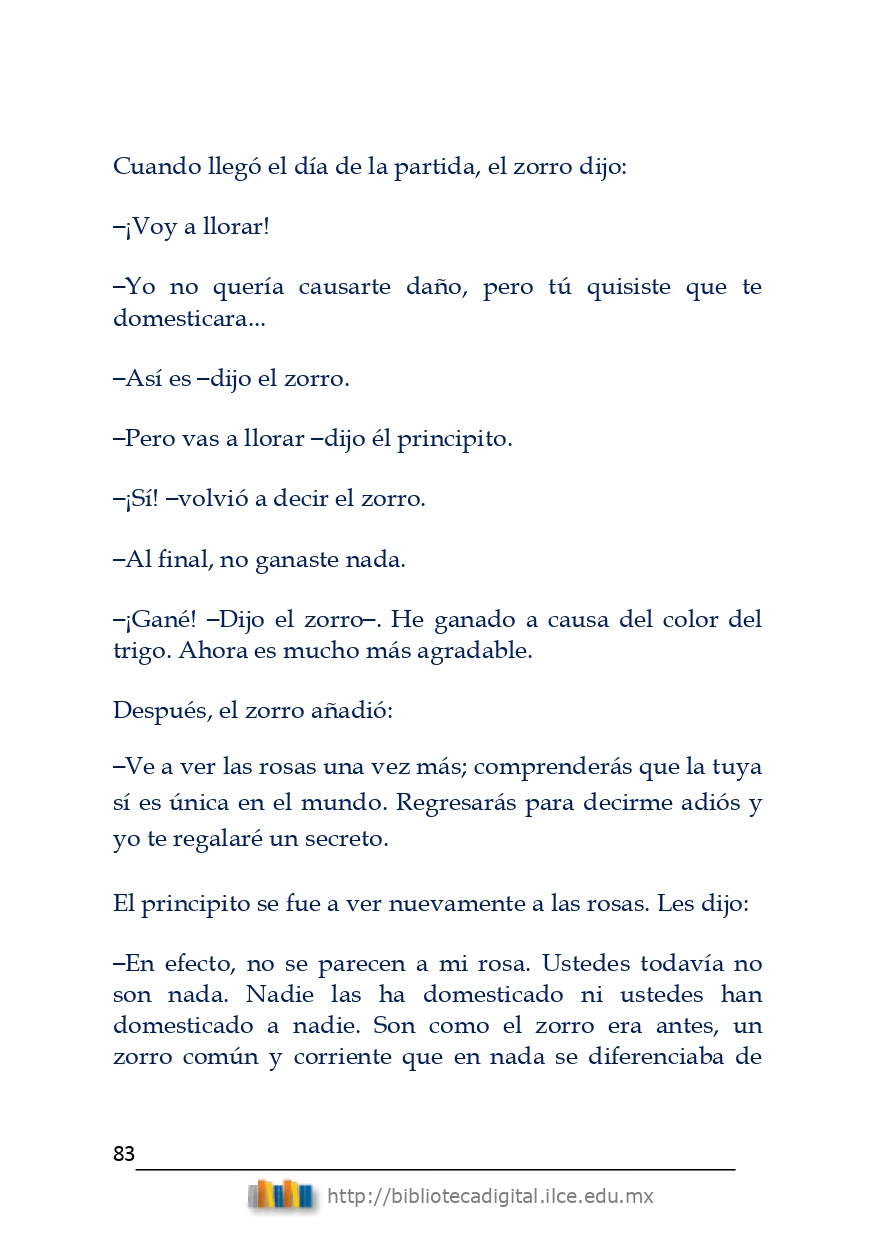 Cuando llegó el día de la partida, el zorro dijo:
–¡Voy a llorar!
–Yo no quería causarte daño, pero tú quisiste que te
domesticara...
–Así es –dijo el zorro.
–Pero vas a llorar –dijo él principito.
–¡Sí! –volvió a decir el zorro.
–Al final, no ganaste nada.
–¡Gané! –Dijo el zorro–. He ganado a causa del color del
trigo. Ahora es mucho más agradable.
Después, el zorro añadió:
–Ve a ver las rosas una vez más; comprenderás que la tuya
sí es única en el mundo. Regresarás para decirme adiós y
yo te regalaré un secreto.
El principito se fue a ver nuevamente a las rosas. Les dijo:
–En efecto, no se parecen a mi rosa. Ustedes todavía no
son nada. Nadie las ha domesticado ni ustedes han
domesticado a nadie. Son como el zorro era antes, un
zorro común y corriente que en nada se diferenciaba de
83
http://bibliotecadigital.ilce.edu.mx